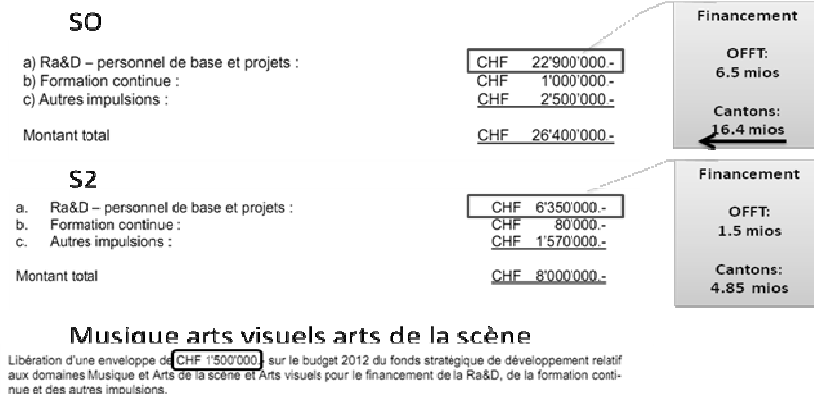 SO
a) Ra&D – personnel de base et projets : CHF 22'900'000.-
b) Formation continue : CHF 1'000'000.-
c) Autres impulsions : CHF 2'500'000.-
Montant total CHF 26'400'000.-
Financement
OFFT:
6.5 mios
Cantons:
16.4 mios
S2
a. Ra&D – personnel de base et projets : CHF 6'350'000.-
b. Formation continue : CHF 80'000.-
c. Autres impulsions : CHF 1'570'000.-
Montant total CHF 8'000'000.-
Financement
OFFT:
1.5 mios
Cantons:
4.85 mios
Musique arts visuels arts de la scène
Libération d'une enveloppe de CHF 1'500'000.- sur le budget 2012 du fonds stratégique de développement relatif
aux domaines Musique et Arts de la scène et Arts visuels pour le financement de la Ra&D, de la formation conti-
nue et des autres impulsions.